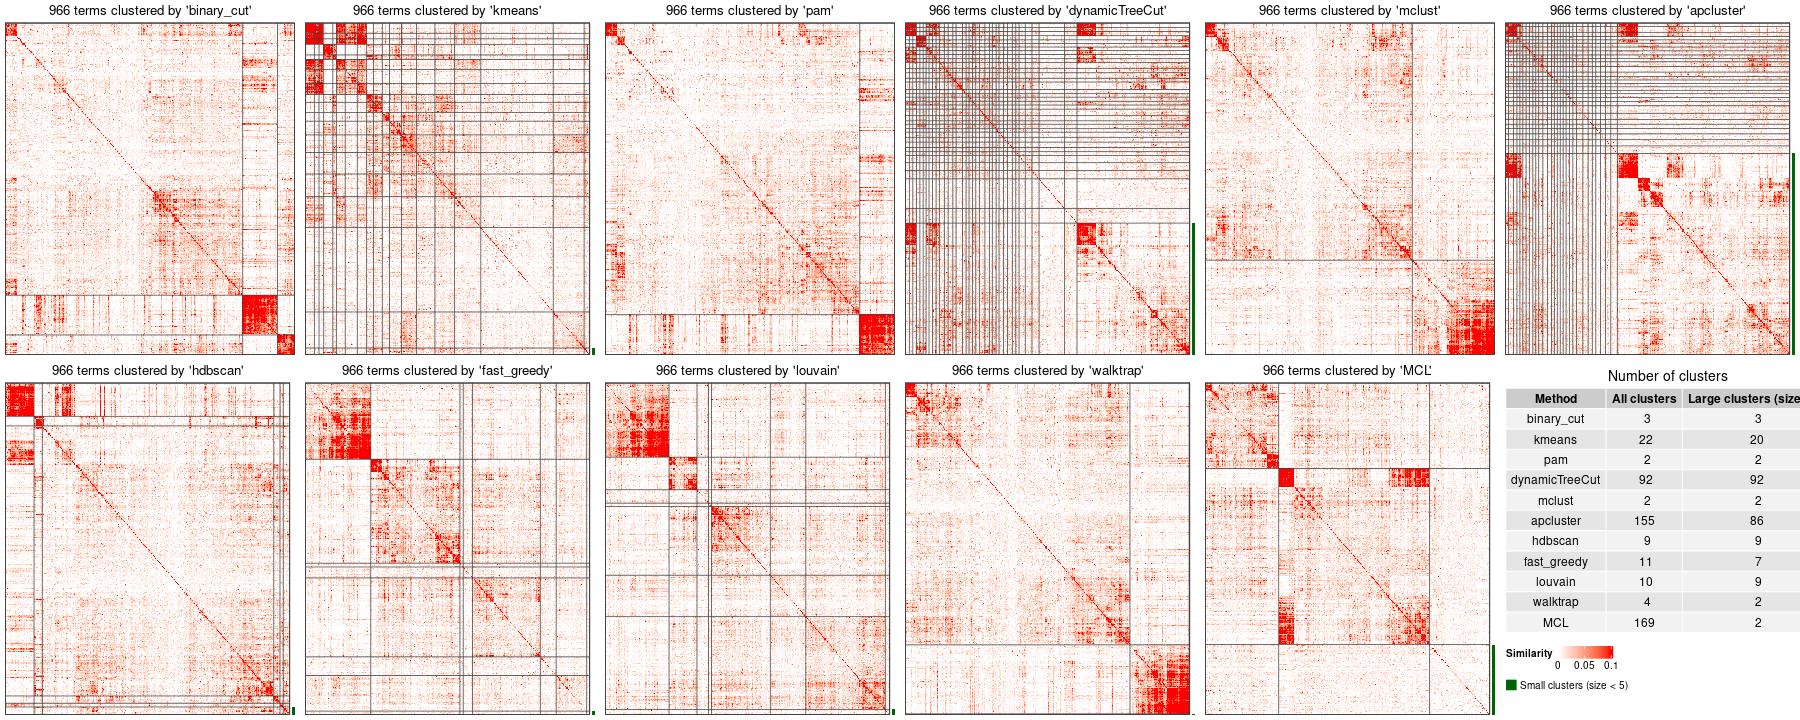 966 terms clustered by 'binary_cut'
966 terms clustered by 'kmeans'
966 terms clustered by 'pam'
966 terms clustered by 'dynamicTreeCut'
966 terms clustered by 'mclust'
966 terms clustered by 'apcluster'
966 terms clustered by 'hdbscan'
966 terms clustered by 'fast_greedy'
966 terms clustered by 'louvain'
966 terms clustered by 'walktrap'
966 terms clustered by 'MCL'
Number of clusters
Method All clusters Large clusters (size
binary_cut 3 3
kmeans 22 20
pam 2 2
dynamicTreeCut 92 92
mclust 2 2
apcluster 155 86
hdbscan 9 9
fast_greedy 11 7
louvain 10 9
walktrap 4 2
MCL 169 2
Similarity
0 0.05 0.1
Small clusters (size < 5)